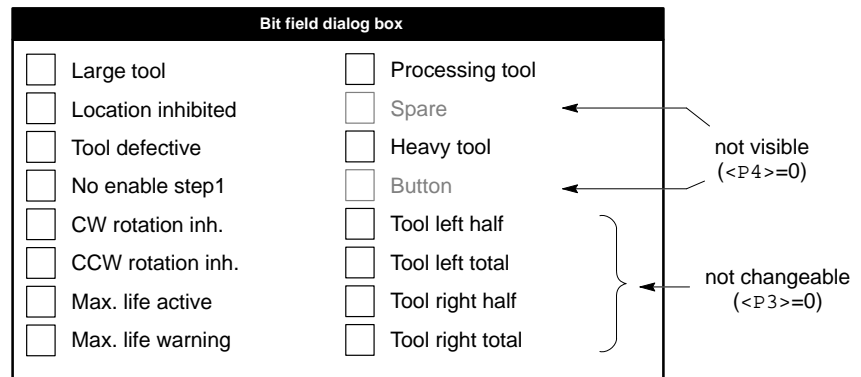 Bit field dialog box
Large tool
Location inhibited
Tool defective
No enable step1
CW rotation inh.
CCW rotation inh.
Max. life active
Max. life warning
Processing tool
Spare
Heavy tool
Button
Tool left half
Tool left total
Tool right half
Tool right total
not visible
(<P4>=0)
not changeable
(<P3>=0)